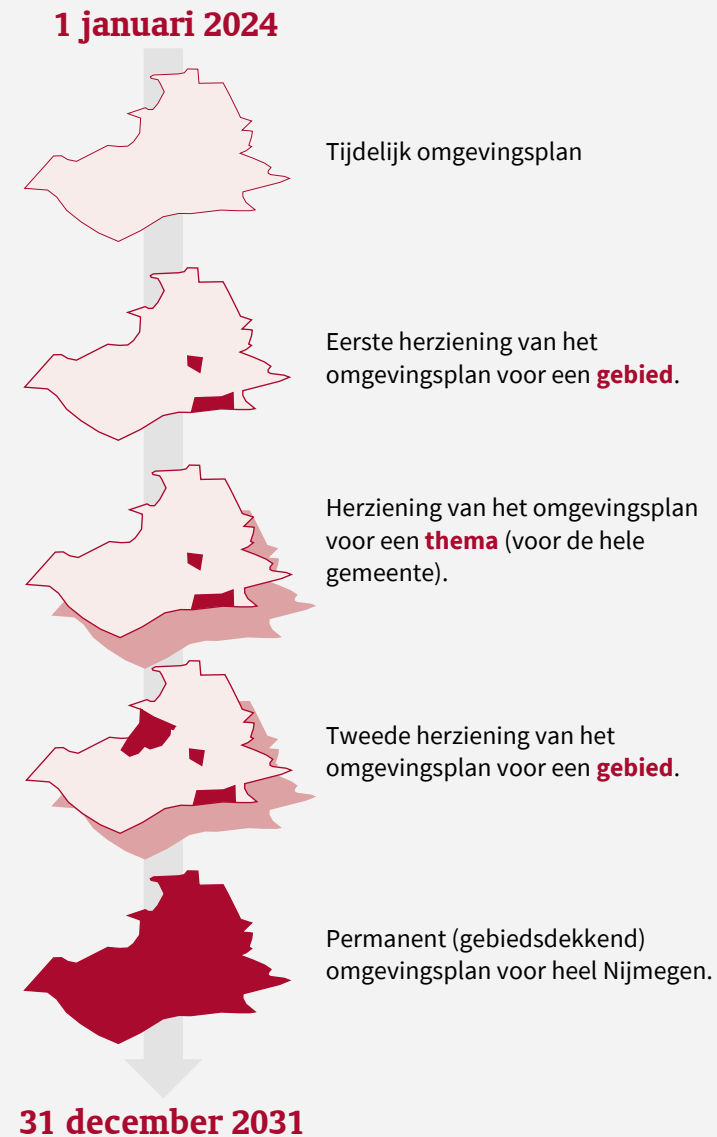 1 januari 2024
Tijdelijk omgevingsplan
Eerste herziening van het
omgevingsplan voor een gebied.
Herziening van het omgevingsplan
voor een thema (voor de hele
gemeente).
Tweede herziening van het
omgevingsplan voor een gebied.
Permanent (gebiedsdekkend)
omgevingsplan voor heel Nijmegen.
31 december 2031